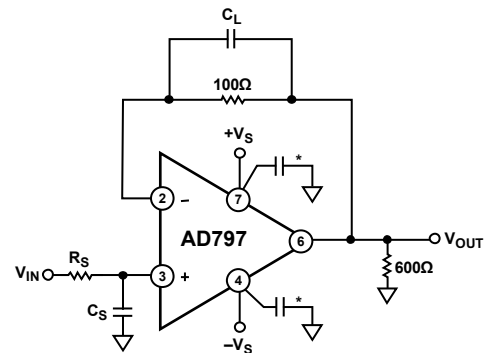 C_L
100Ω
+V_S
*
2
–
7
AD797
6
V_OUT
V_IN
R_S
3
+
4
600Ω
C_S
*
–V_S